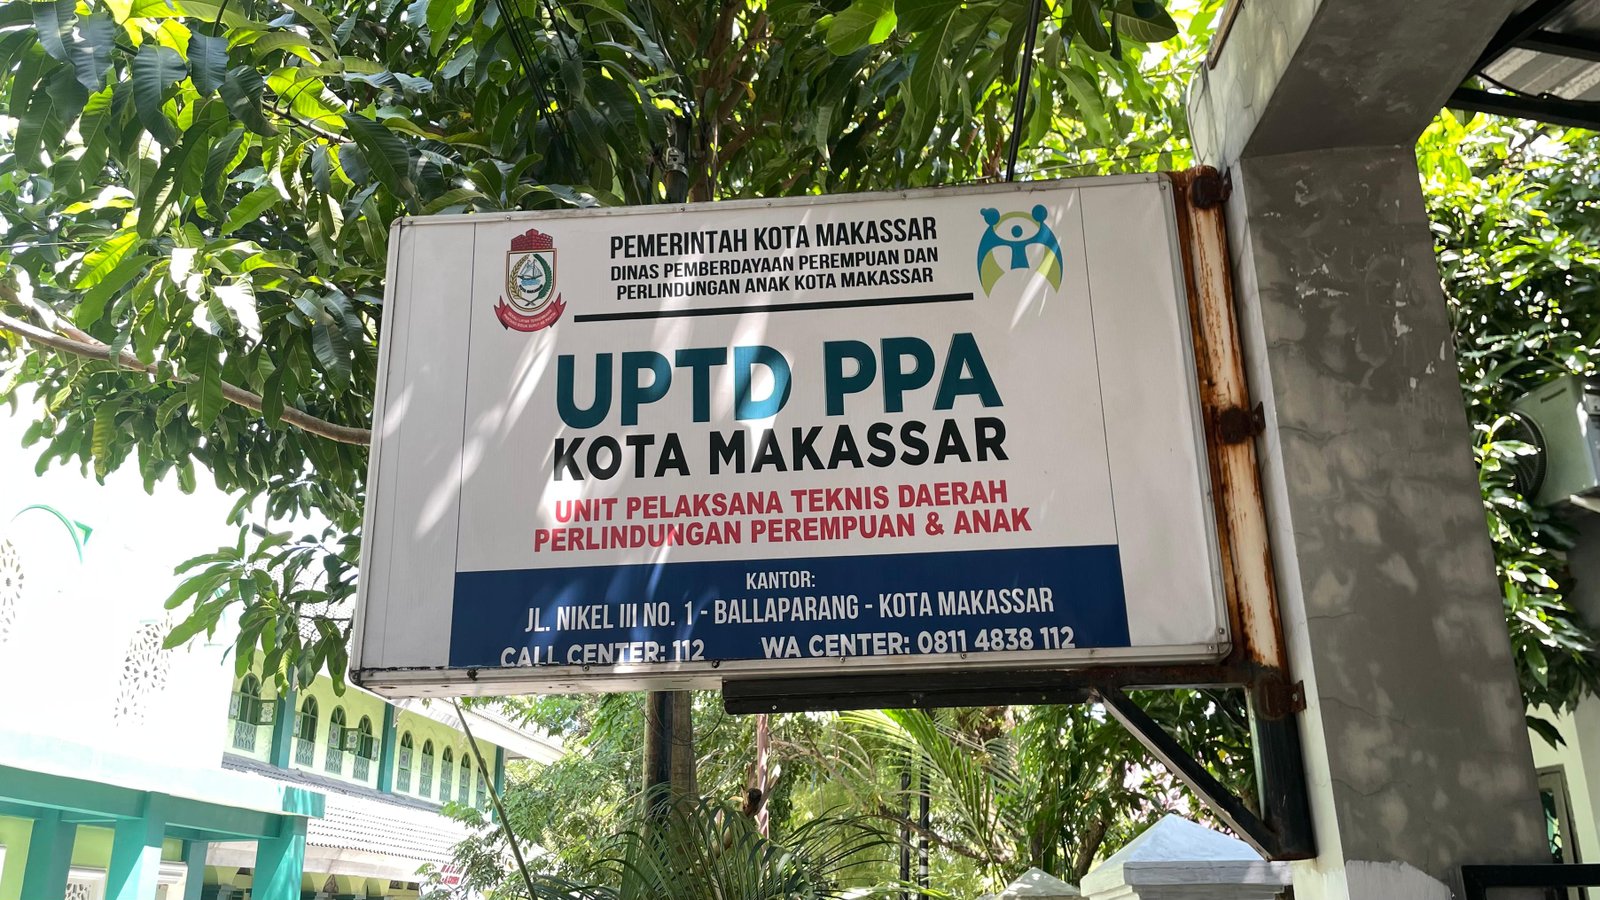 PEMERINTAH KOTA MAKASSAR
DINAS PEMBERDAYAAN PEREMPUAN DAN
PERLINDUNGAN ANAK KOTA MAKASSAR
UPTD PPA
KOTA MAKASSAR
UNIT PELAKSANA TEKNIS DAERAH
PERLINDUNGAN PEREMPUAN & ANAK
KANTOR:
JL. NIKEL III NO. 1 - BALLAPARANG - KOTA MAKASSAR
CALL CENTER: 112 WA CENTER: 0811 4838 112